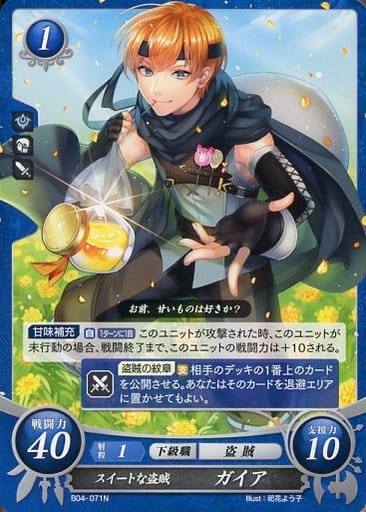 1
お前、甘いものは好きか？
甘味補充 自 1ターンに1回 このユニットが攻撃された時、このユニットが
未行動の場合、戦闘終了まで、このユニットの戦闘力は＋10される。
盗賊の紋章 支 相手のデッキの1番上のカード
を公開させる。あなたはそのカードを退避エリア
に置かせてもよい。
戦闘力
40
射程 1 下級職 盗賊
支援力
10
スイートな盗賊 ガイア
B04-071N
Illust：祀花よう子